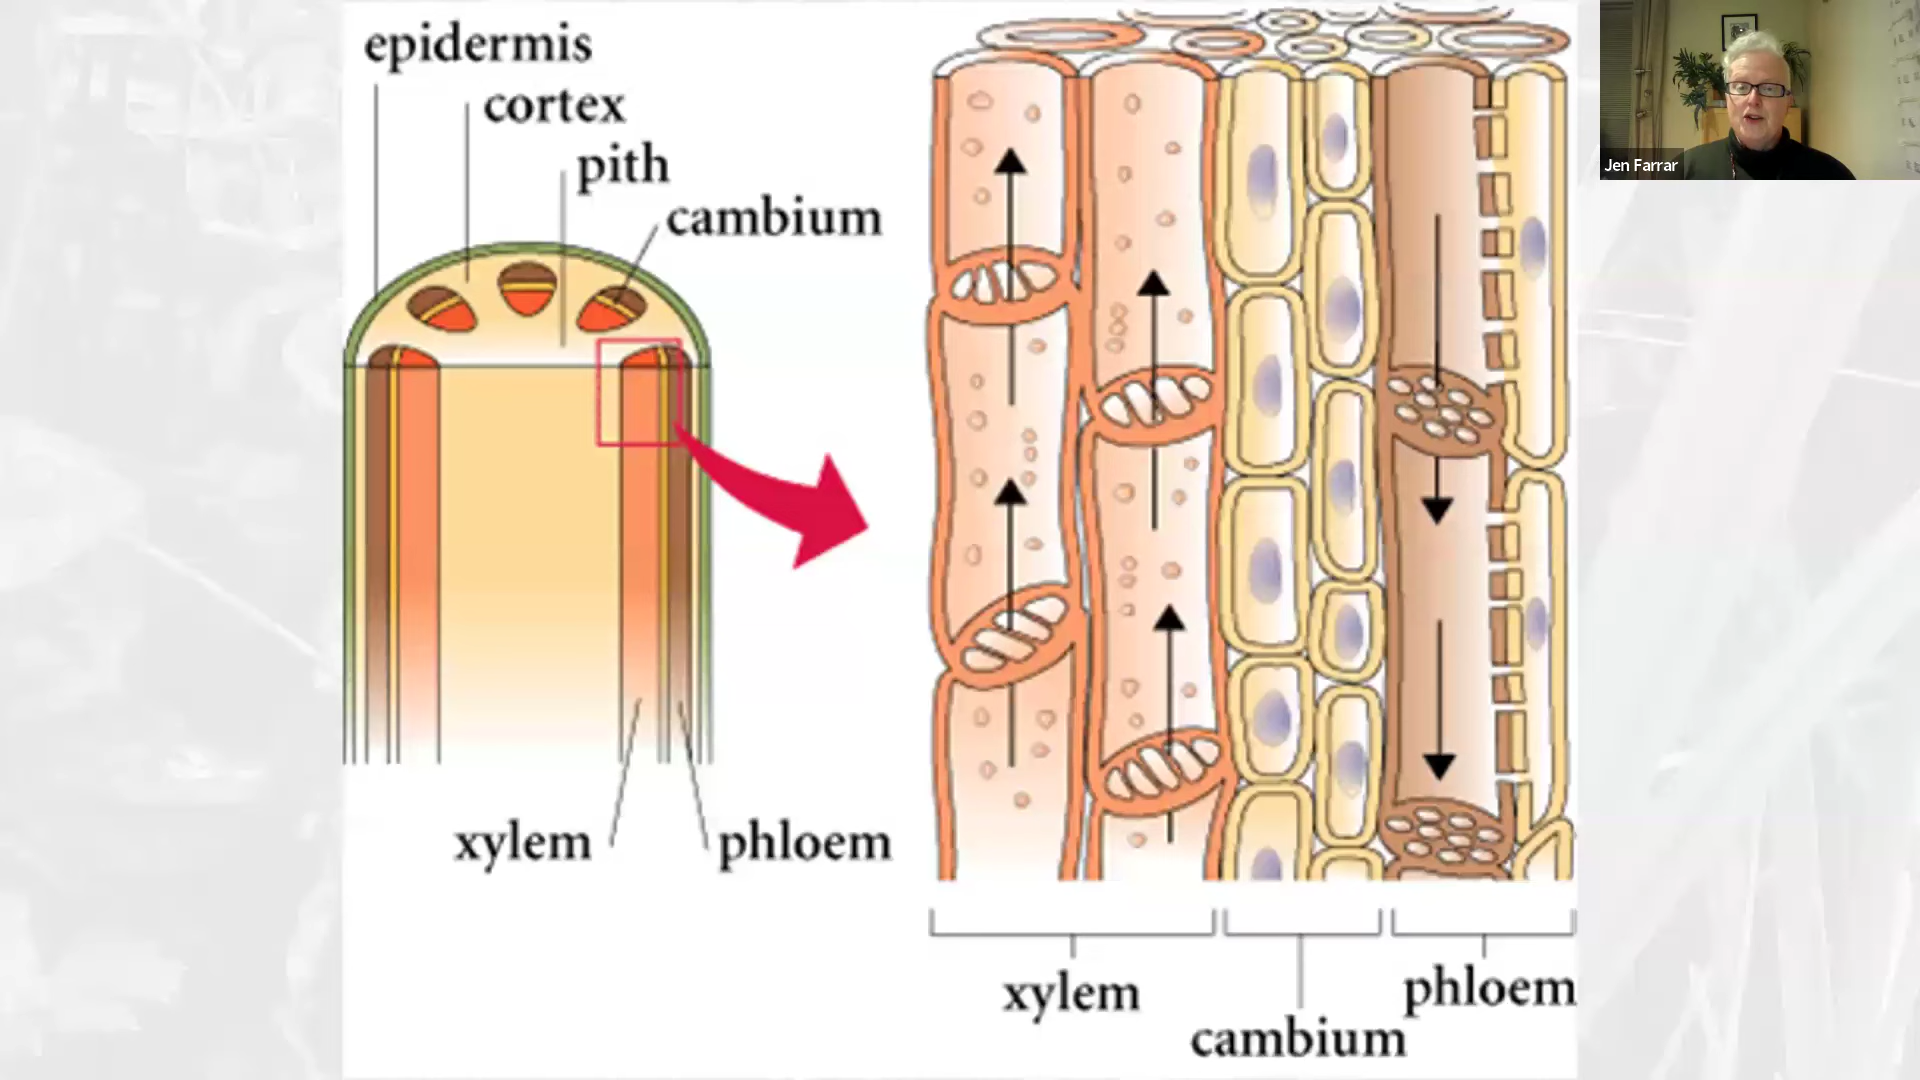 epidermis
cortex
pith
cambium
xylem
phloem
xylem
cambium
phloem
Jen Farrar